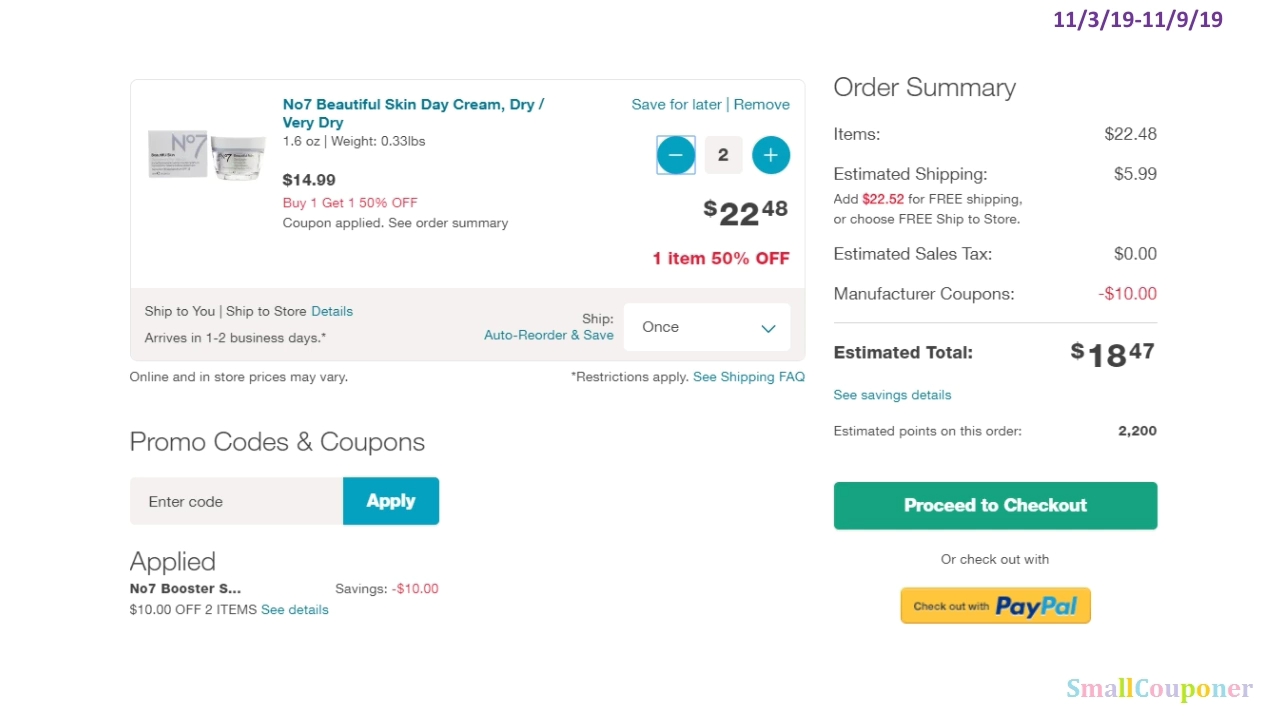 11/3/19-11/9/19
No7 Beautiful Skin Day Cream, Dry /
Very Dry
1.6 oz | Weight: 0.33lbs
$14.99
Buy 1 Get 1 50% OFF
Coupon applied. See order summary
Save for later | Remove
2
$22 48
1 item 50% OFF
Nº7
Nº7
Ship to You | Ship to Store Details
Arrives in 1-2 business days.*
Ship:
Auto-Reorder & Save
Once
Online and in store prices may vary.
*Restrictions apply. See Shipping FAQ
Promo Codes & Coupons
Enter code
Apply
Applied
No7 Booster S...
Savings: -$10.00
$10.00 OFF 2 ITEMS See details
Order Summary
Items: $22.48
Estimated Shipping: $5.99
Add $22.52 for FREE shipping,
or choose FREE Ship to Store.
Estimated Sales Tax: $0.00
Manufacturer Coupons: -$10.00
Estimated Total: $18 47
See savings details
Estimated points on this order: 2,200
Proceed to Checkout
Or check out with
Check out with PayPal
SmallCouponer